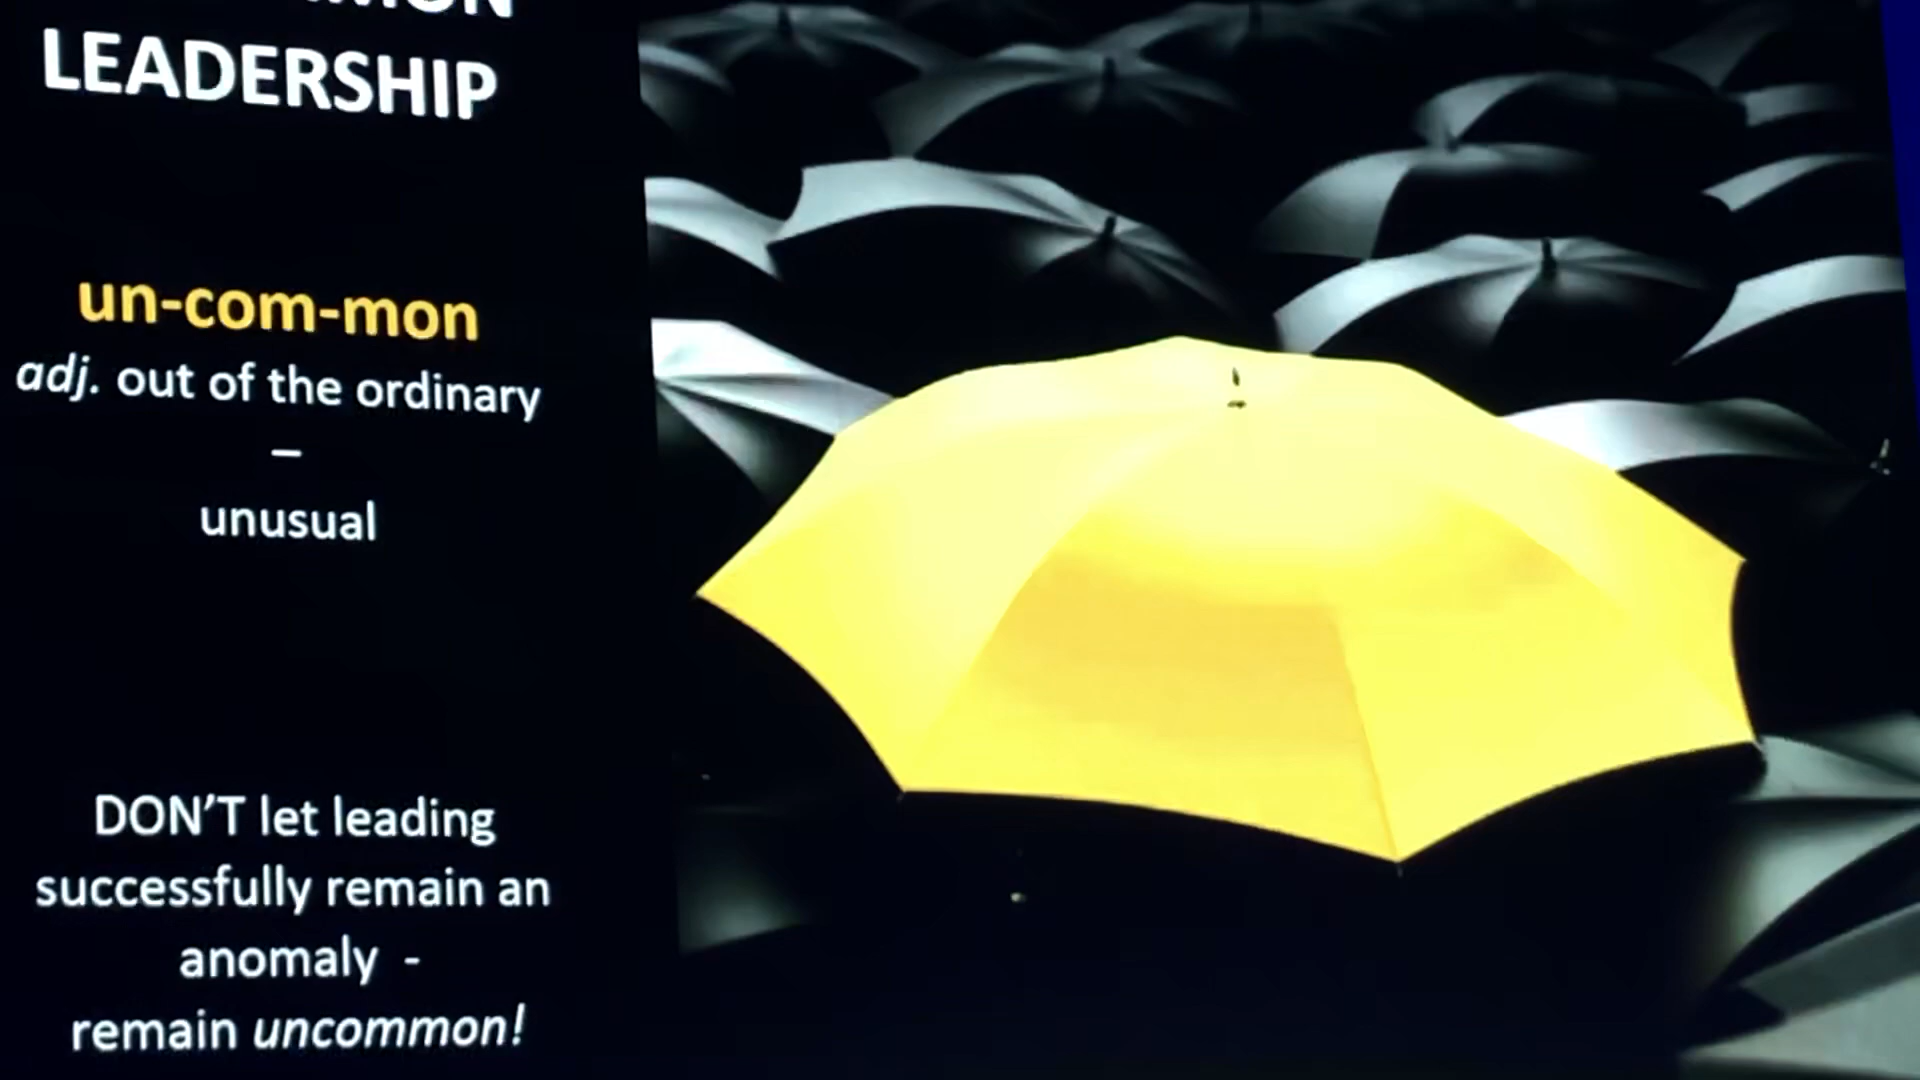 LEADERSHIP
un-com-mon
adj. out of the ordinary
–
unusual
DON'T let leading
successfully remain an
anomaly -
remain uncommon!